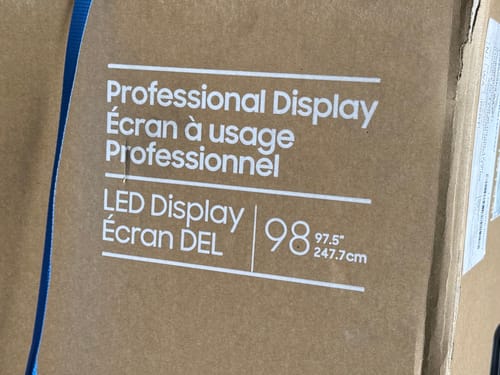 Professional Display
Écran à usage
Professionnel
LED Display
Écran DEL
98
97.5"
247.7cm